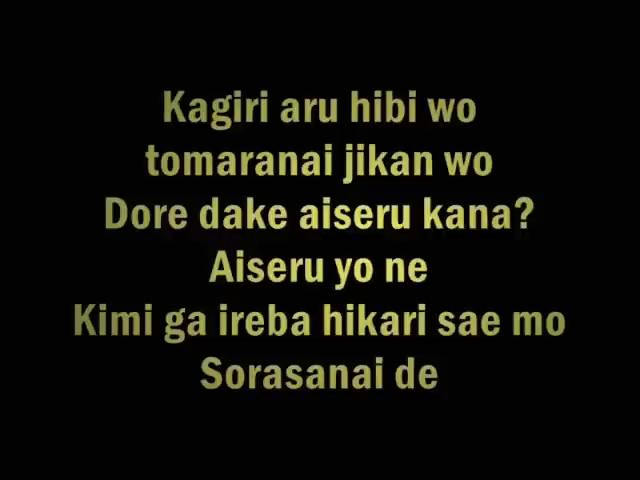 Kagiri aru hibi wo
tomaranai jikan wo
Dore dake aiseru kana?
Aiseru yo ne
Kimi ga ireba hikari sae mo
Sorasanai de